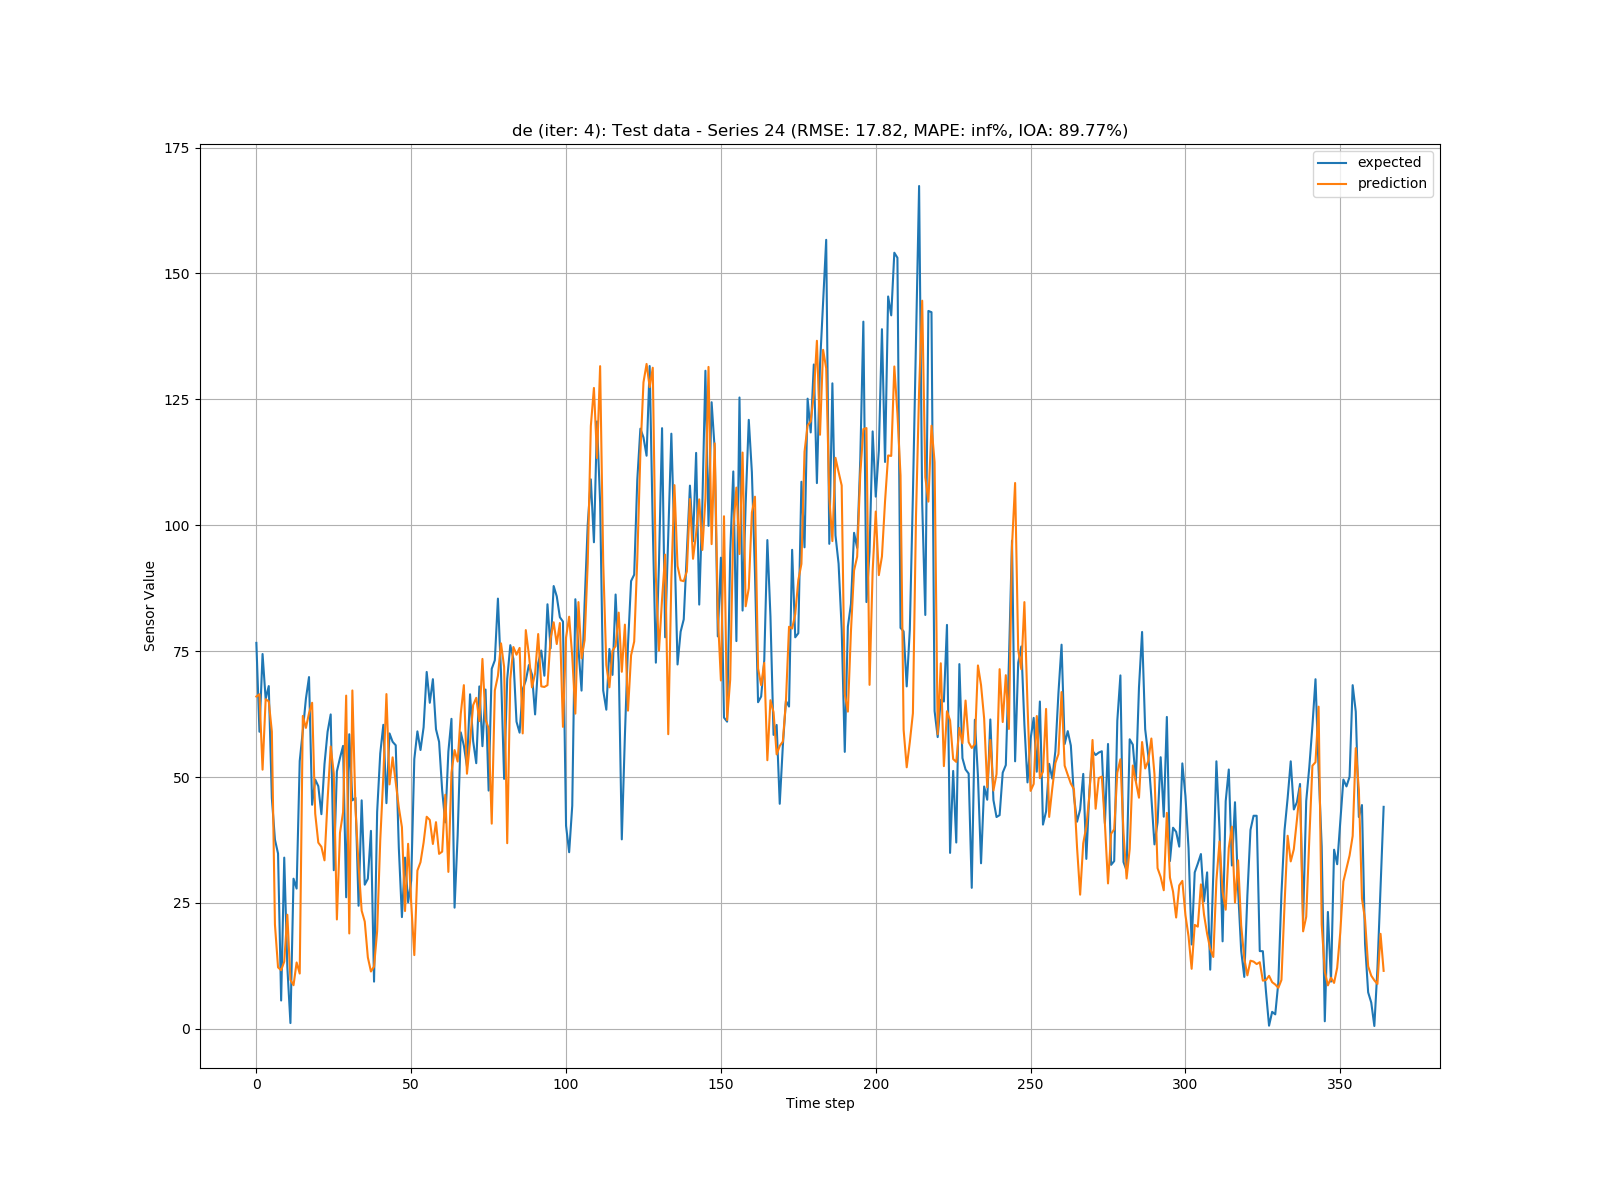 de (iter: 4): Test data - Series 24 (RMSE: 17.82, MAPE: inf%, IOA: 89.77%)
expected
prediction
175
150
125
100
75
50
25
0
Sensor Value
0 50 100 150 200 250 300 350
Time step